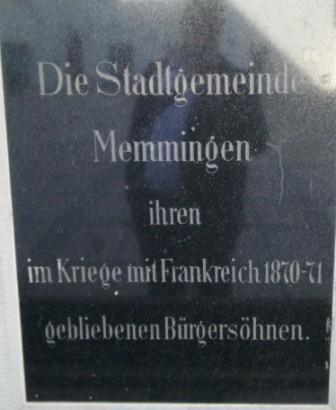 Die Stadtgemeinde
Memmingen
ihren
im Kriege mit Frankreich 1870-71
gebliebenen Bürgersöhnen.